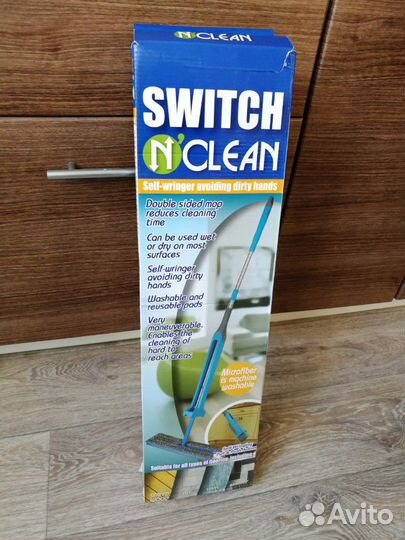 N'CLEAN
SWITCH
N'CLEAN
Self-wringer avoiding dirty hands
Double sided mop
reduces cleaning
time
Can be used wet
or dry on most
surfaces
Self-wringer
avoiding dirty
hands
Washable and
reusable pads
Very
maneuverable.
Enables the
cleaning of
hard to
reach areas
Microfiber
is machine
washable
Suitable for all types of
Avito